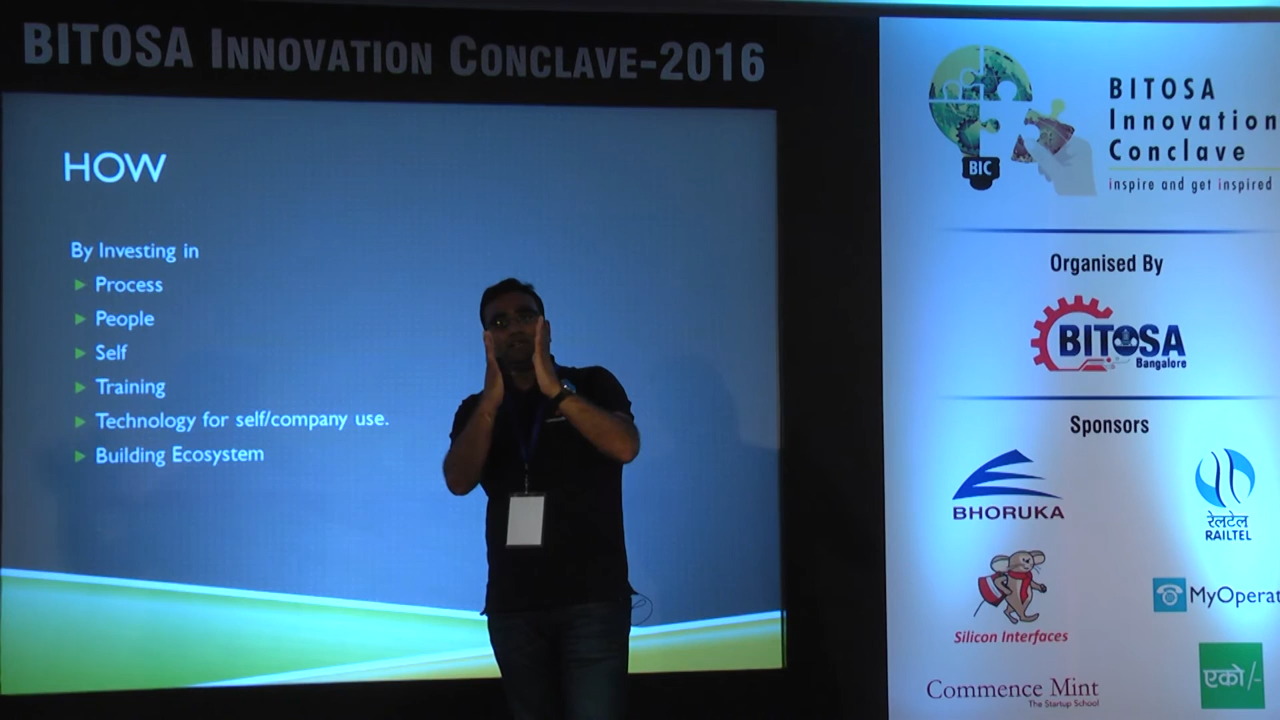 BITOSA INNOVATION CONCLAVE-2016
HOW
By Investing in
Process
People
Self
Training
Technology for self/company use.
Building Ecosystem
BIC
BITOSA
Innovation
Conclave
inspire and get inspired
Organised By
BITOSA
Bangalore
Sponsors
BHORUKA
रेलटेल
RAILTEL
Silicon Interfaces
MyOperat
Commence Mint
The Startup School
एको/-